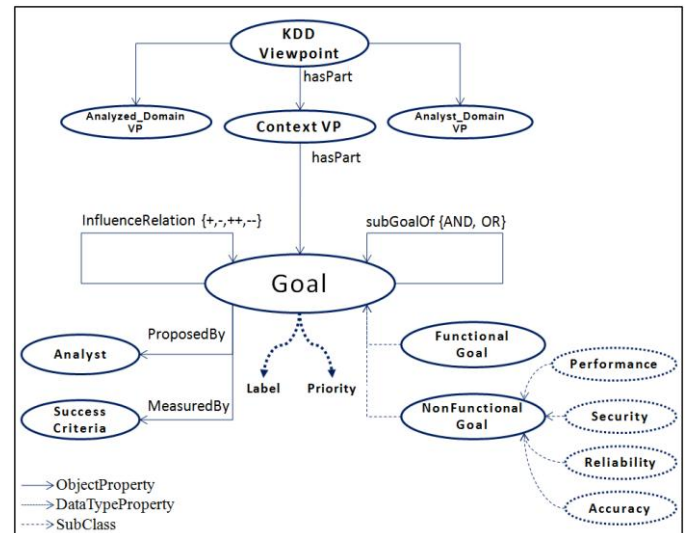 KDD
Viewpoint
hasPart
Analyzed_Domain
VP
Context VP
Analyst_Domain
VP
hasPart
InfluenceRelation {+,-,++,--}
subGoalOf {AND, OR}
Goal
ProposedBy
Analyst
Label
Priority
Functional
Goal
Performance
MeasuredBy
Success
Criteria
NonFunctional
Goal
Security
Reliability
Accuracy
ObjectProperty
DataTypeProperty
SubClass